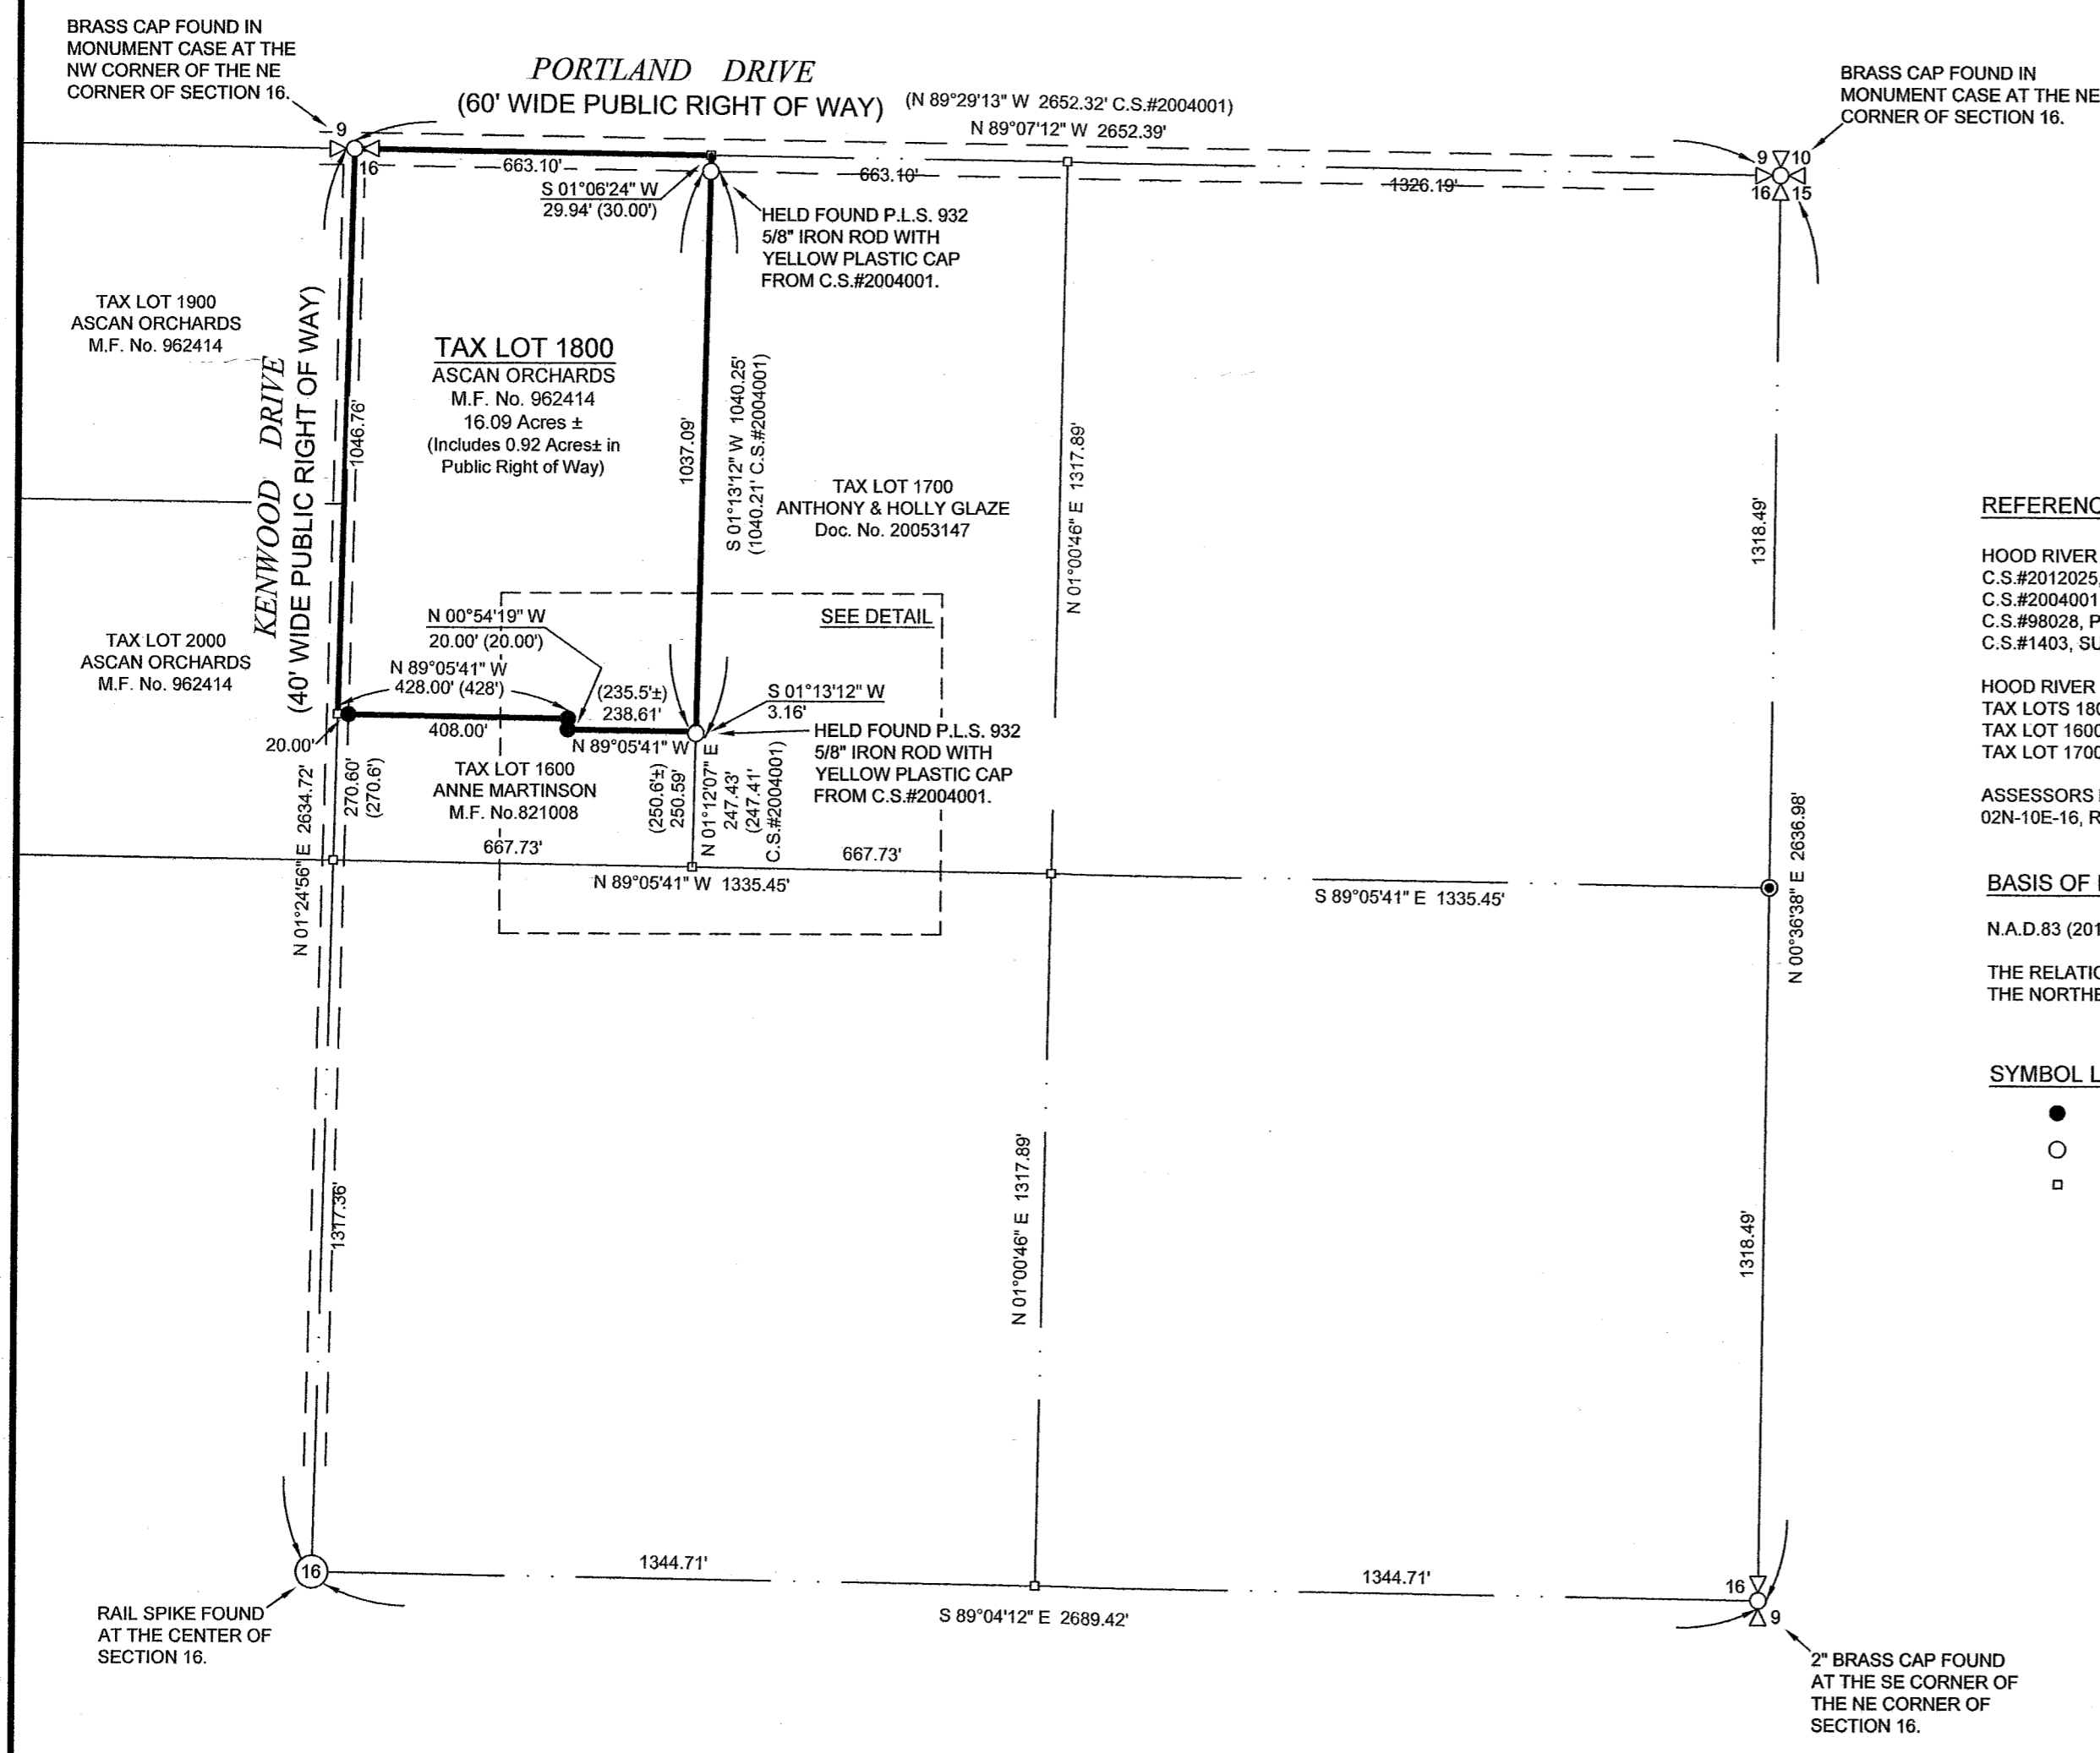 BRASS CAP FOUND IN
MONUMENT CASE AT THE
NW CORNER OF THE NE
CORNER OF SECTION 16.
PORTLAND DRIVE
(60' WIDE PUBLIC RIGHT OF WAY)
(N 89°29'13" W 2652.32' C.S.#2004001)
N 89°07'12" W 2652.39'
BRASS CAP FOUND IN
MONUMENT CASE AT THE NE
CORNER OF SECTION 16.
9
16
663.10'
663.10'
1326.19'
9 10
16 15
S 01°06'24" W
29.94' (30.00')
HELD FOUND P.L.S. 932
5/8" IRON ROD WITH
YELLOW PLASTIC CAP
FROM C.S.#2004001.
TAX LOT 1900
ASCAN ORCHARDS
M.F. No. 962414
KENWOOD DRIVE
(40' WIDE PUBLIC RIGHT OF WAY)
1046.76'
TAX LOT 1800
ASCAN ORCHARDS
M.F. No. 962414
16.09 Acres ±
(Includes 0.92 Acres± in
Public Right of Way)
1037.09'
S 01°13'12" W 1040.25'
(1040.21' C.S.#2004001)
TAX LOT 1700
ANTHONY & HOLLY GLAZE
Doc. No. 20053147
N 01°00'46" E 1317.89'
1318.49'
REFERENC
HOOD RIVER
C.S.#2012025,
C.S.#2004001
C.S.#98028, P
C.S.#1403, SU
HOOD RIVER
TAX LOTS 180
TAX LOT 1600
TAX LOT 1700
ASSESSORS
02N-10E-16, R
TAX LOT 2000
ASCAN ORCHARDS
M.F. No. 962414
N 00°54'19" W
20.00' (20.00')
SEE DETAIL
N 89°05'41" W
428.00' (428')
(235.5'±)
238.61'
S 01°13'12" W
3.16'
408.00'
20.00'
N 89°05'41" W
HELD FOUND P.L.S. 932
5/8" IRON ROD WITH
YELLOW PLASTIC CAP
FROM C.S.#2004001.
TAX LOT 1600
ANNE MARTINSON
M.F. No.821008
N 01°24'56" E 2634.72'
270.60'
(270.6')
(250.6'±)
250.59'
N 01°12'07" E
247.43'
(247.41'
C.S.#2004001)
667.73'
667.73'
N 89°05'41" W 1335.45'
S 89°05'41" E 1335.45'
N 00°36'38" E 2636.98'
BASIS OF
N.A.D.83 (201
THE RELATIO
THE NORTHE
SYMBOL L
1317.36'
N 01°00'46" E 1317.89'
1318.49'
16
1344.71'
1344.71'
S 89°04'12" E 2689.42'
16
9
RAIL SPIKE FOUND
AT THE CENTER OF
SECTION 16.
2" BRASS CAP FOUND
AT THE SE CORNER OF
THE NE CORNER OF
SECTION 16.